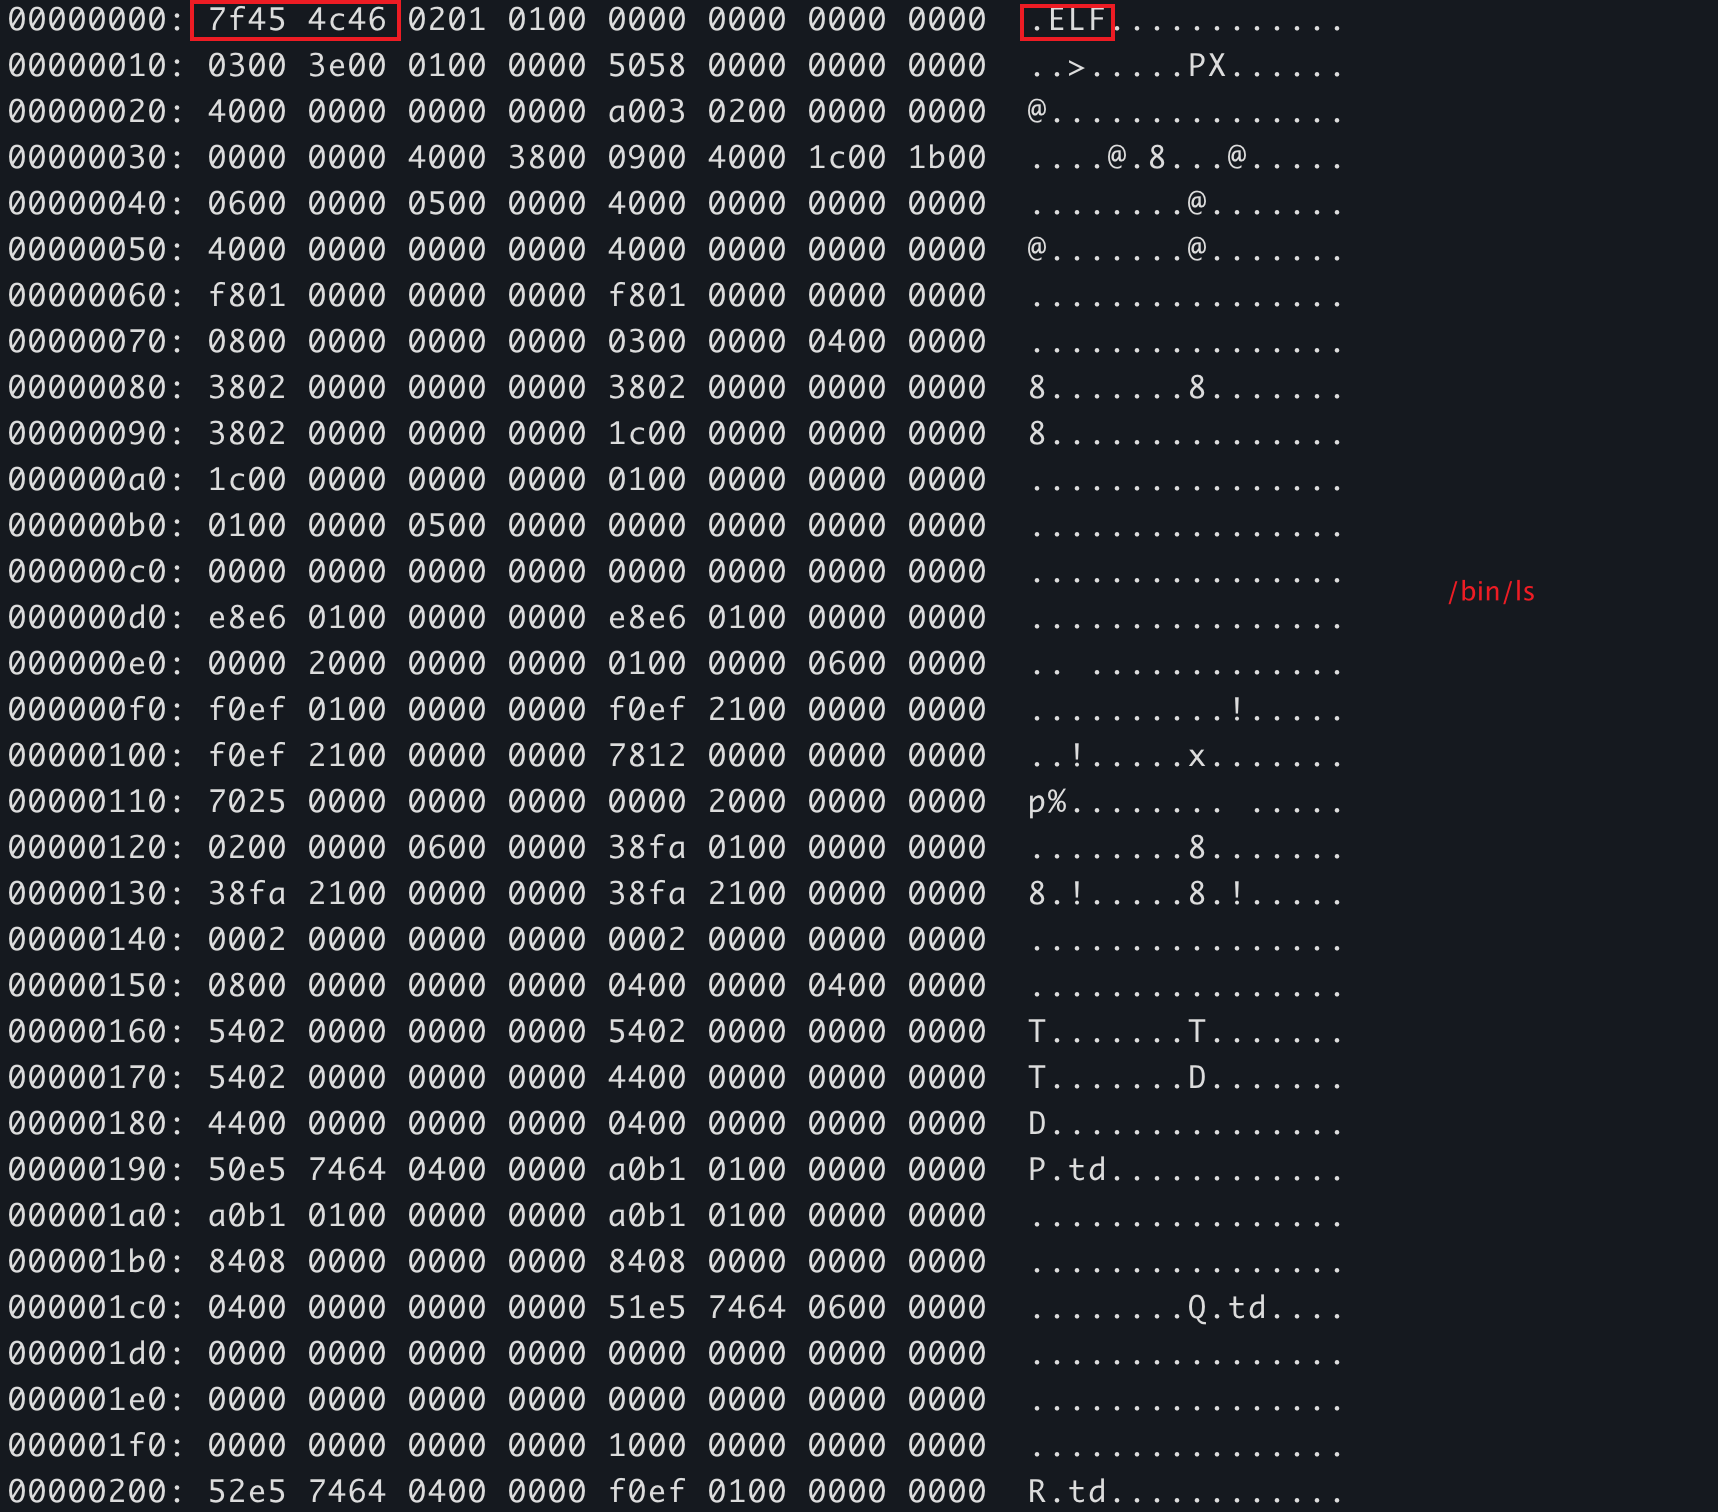 00000000: 7f45 4c46 0201 0100 0000 0000 0000 0000 .ELF............
00000010: 0300 3e00 0100 0000 5058 0000 0000 0000 ..>.....PX......
00000020: 4000 0000 0000 0000 a003 0200 0000 0000 @...............
00000030: 0000 0000 4000 3800 0900 4000 1c00 1b00 ....@.8...@.....
00000040: 0600 0000 0500 0000 4000 0000 0000 0000 ........@.......
00000050: 4000 0000 0000 0000 4000 0000 0000 0000 @.......@.......
00000060: f801 0000 0000 0000 f801 0000 0000 0000 ................
00000070: 0800 0000 0000 0000 0300 0000 0400 0000 ................
00000080: 3802 0000 0000 0000 3802 0000 0000 0000 8.......8.......
00000090: 3802 0000 0000 0000 1c00 0000 0000 0000 8...............
000000a0: 1c00 0000 0000 0000 0100 0000 0000 0000 ................
000000b0: 0100 0000 0500 0000 0000 0000 0000 0000 ................
000000c0: 0000 0000 0000 0000 0000 0000 0000 0000 ................
/bin/ls
000000d0: e8e6 0100 0000 0000 e8e6 0100 0000 0000 ................
000000e0: 0000 2000 0000 0000 0100 0000 0600 0000 .. .............
000000f0: f0ef 0100 0000 0000 f0ef 2100 0000 0000 ..........!.....
00000100: f0ef 2100 0000 0000 7812 0000 0000 0000 ..!.....x.......
00000110: 7025 0000 0000 0000 0000 2000 0000 0000 p%........ .....
00000120: 0200 0000 0600 0000 38fa 0100 0000 0000 ........8.......
00000130: 38fa 2100 0000 0000 38fa 2100 0000 0000 8.!.....8.!.....
00000140: 0002 0000 0000 0000 0002 0000 0000 0000 ................
00000150: 0800 0000 0000 0000 0400 0000 0400 0000 ................
00000160: 5402 0000 0000 0000 5402 0000 0000 0000 T.......T.......
00000170: 5402 0000 0000 0000 4400 0000 0000 0000 T.......D.......
00000180: 4400 0000 0000 0000 0400 0000 0000 0000 D...............
00000190: 50e5 7464 0400 0000 a0b1 0100 0000 0000 P.td............
000001a0: a0b1 0100 0000 0000 a0b1 0100 0000 0000 ................
000001b0: 8408 0000 0000 0000 8408 0000 0000 0000 ................
000001c0: 0400 0000 0000 0000 51e5 7464 0600 0000 ........Q.td....
000001d0: 0000 0000 0000 0000 0000 0000 0000 0000 ................
000001e0: 0000 0000 0000 0000 0000 0000 0000 0000 ................
000001f0: 0000 0000 0000 0000 1000 0000 0000 0000 ................
00000200: 52e5 7464 0400 0000 f0ef 0100 0000 0000 R.td............